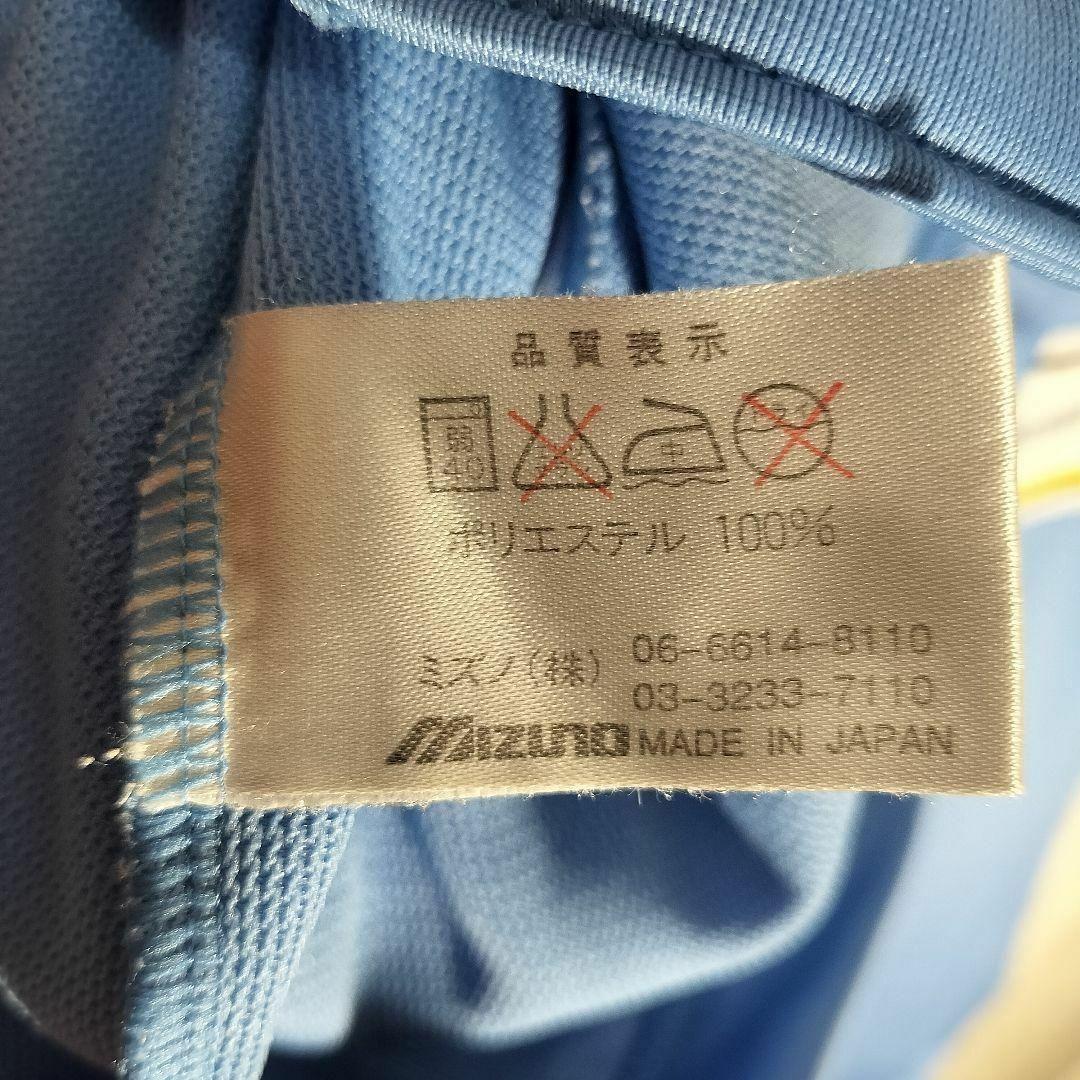 品質表示
弱
40
中
ポリエステル 100%
ミズノ(株) 06-6614-8110
03-3233-7110
Mizuno MADE IN JAPAN